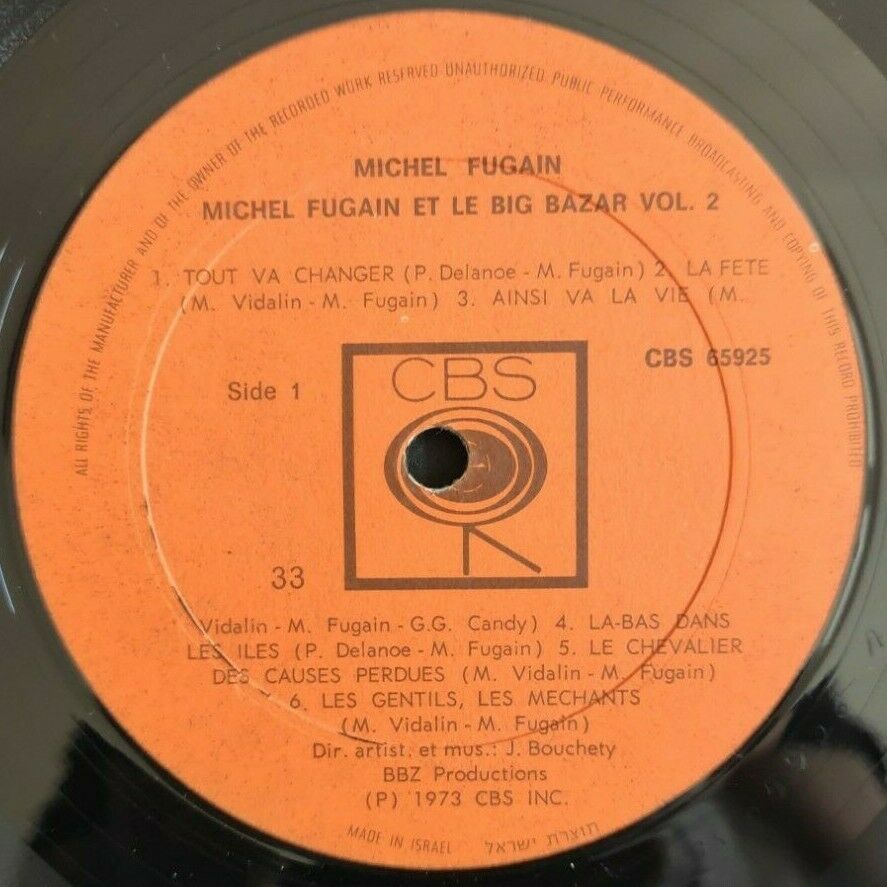 ALL RIGHTS OF THE MANUFACTURER AND OF THE OWNER OF THE RECORDED WORK RESERVED UNAUTHORIZED PUBLIC PERFORMANCE BROADCASTING AND COPYING OF THIS RECORD PROHIBITED
MICHEL FUGAIN
MICHEL FUGAIN ET LE BIG BAZAR VOL. 2
1. TOUT VA CHANGER (P. Delanoe - M. Fugain) 2. LA FETE
(M. Vidalin - M. Fugain) 3. AINSI VA LA VIE (M.
CBS 65925
Side 1
CBS
33
Vidalin - M. Fugain - G.G. Candy) 4. LA-BAS DANS
LES ILES (P. Delanoe - M. Fugain) 5. LE CHEVALIER
DES CAUSES PERDUES (M. Vidalin - M. Fugain)
6. LES GENTILS, LES MECHANTS
(M. Vidalin - M. Fugain)
Dir. artist. et mus.: J. Bouchety
BBZ Productions
(P) 1973 CBS INC.
MADE IN ISRAEL תוצרת ישראל